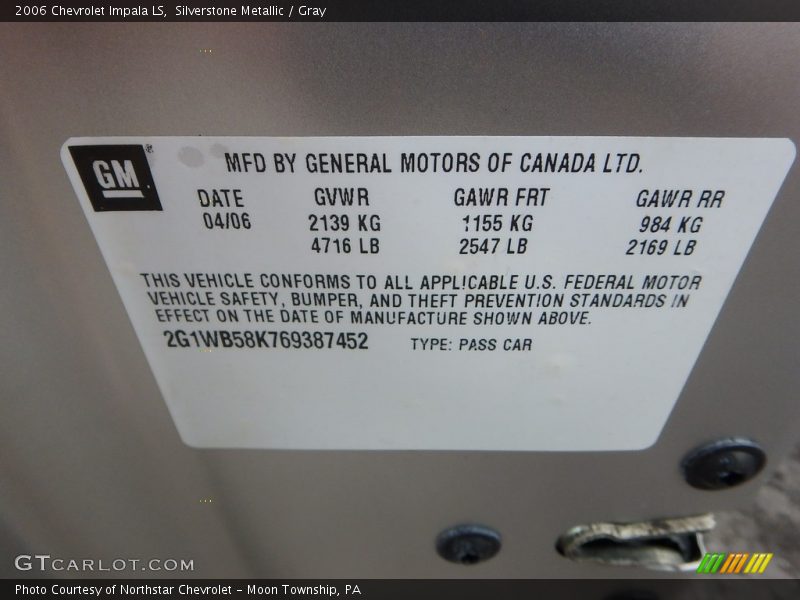 2006 Chevrolet Impala LS, Silverstone Metallic / Gray
GM®
MFD BY GENERAL MOTORS OF CANADA LTD.
DATE GVWR GAWR FRT GAWR RR
04/06 2139 KG 1155 KG 984 KG
4716 LB 2547 LB 2169 LB
THIS VEHICLE CONFORMS TO ALL APPLICABLE U.S. FEDERAL MOTOR
VEHICLE SAFETY, BUMPER, AND THEFT PREVENTION STANDARDS IN
EFFECT ON THE DATE OF MANUFACTURE SHOWN ABOVE.
2G1WB58K769387452 TYPE: PASS CAR
GTCARLOT.COM
Photo Courtesy of Northstar Chevrolet - Moon Township, PA